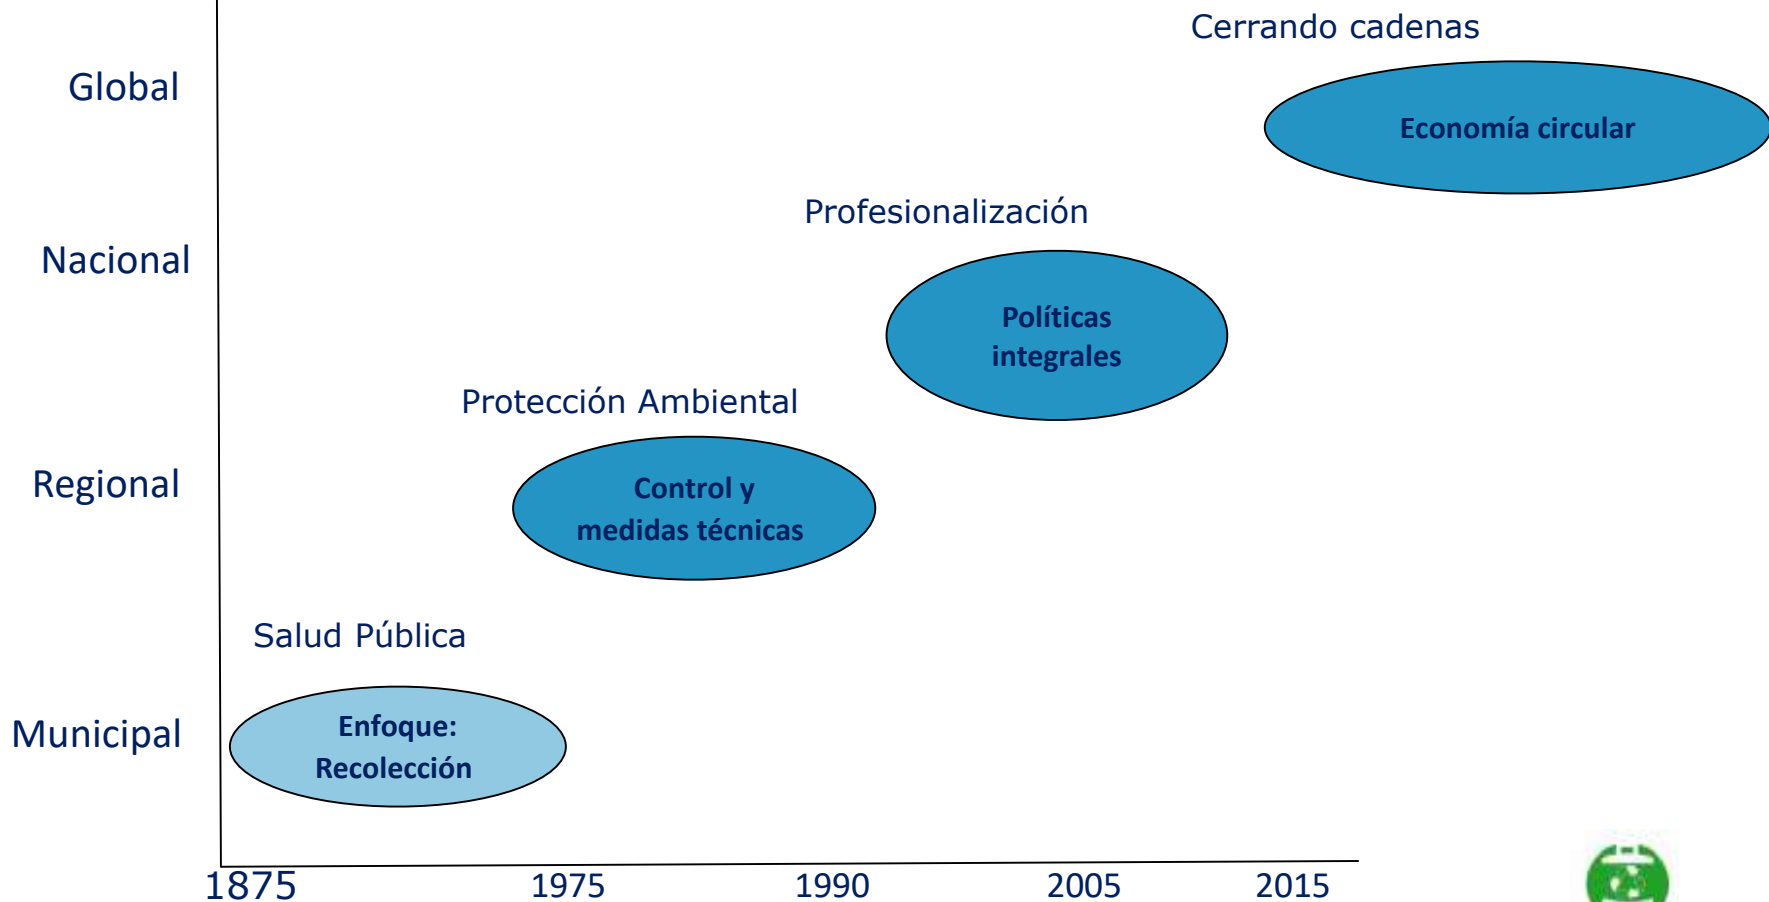 Cerrando cadenas
Global
Economía circular
Profesionalización
Nacional
Políticas
integrales
Protección Ambiental
Regional
Control y
medidas técnicas
Salud Pública
Municipal
Enfoque:
Recolección
1875 1975 1990 2005 2015